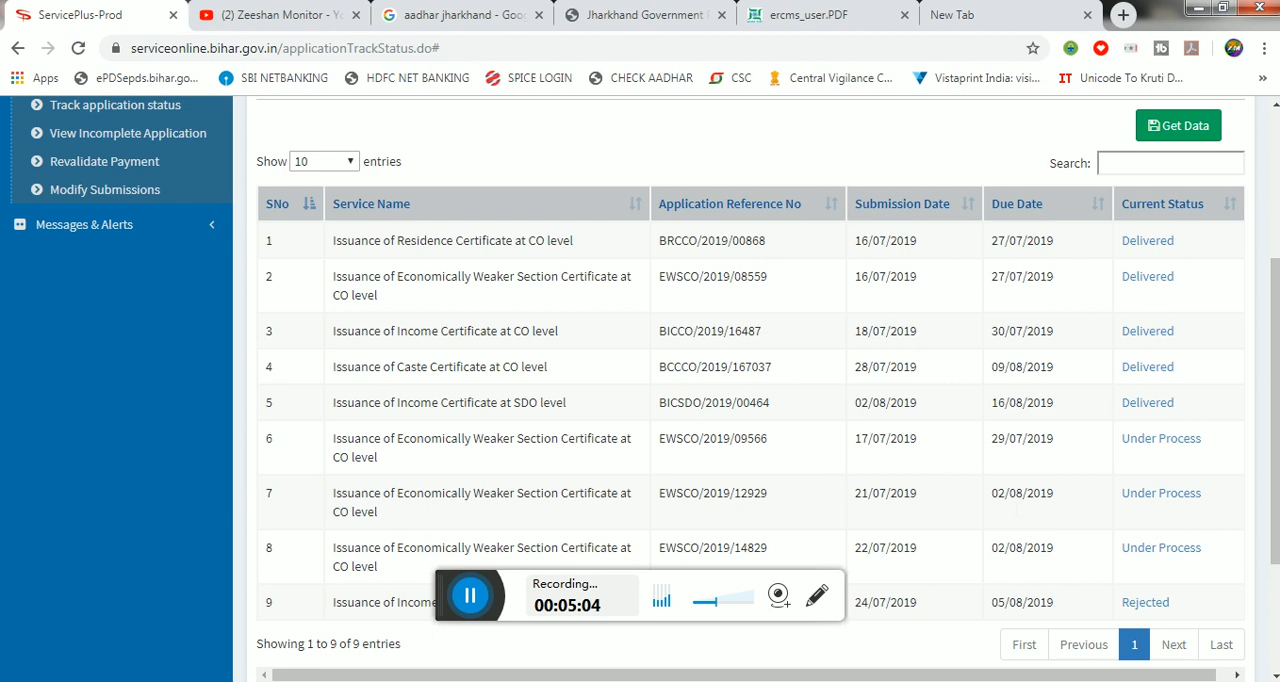 ServicePlus-Prod
(2) Zeeshan Monitor - Y
aadhar jharkhand - Goo
Jharkhand Government
ercms_user.PDF
New Tab
serviceonline.bihar.gov.in/applicationTrackStatus.do#
Apps
ePDSepds.bihar.go...
SBI NETBANKING
HDFC NET BANKING
SPICE LOGIN
CHECK AADHAR
CSC
Central Vigilance C...
Vistaprint India: visi...
IT Unicode To Kruti D...
»
Track application status
View Incomplete Application
Revalidate Payment
Modify Submissions
Messages & Alerts
Get Data
Show 10 entries
Search:
SNo Service Name Application Reference No Submission Date Due Date Current Status
1 Issuance of Residence Certificate at CO level BRCCO/2019/00868 16/07/2019 27/07/2019 Delivered
2 Issuance of Economically Weaker Section Certificate at EWSCO/2019/08559 16/07/2019 27/07/2019 Delivered
CO level
3 Issuance of Income Certificate at CO level BICCO/2019/16487 18/07/2019 30/07/2019 Delivered
4 Issuance of Caste Certificate at CO level BCCCO/2019/167037 28/07/2019 09/08/2019 Delivered
5 Issuance of Income Certificate at SDO level BICSDO/2019/00464 02/08/2019 16/08/2019 Delivered
6 Issuance of Economically Weaker Section Certificate at EWSCO/2019/09566 17/07/2019 29/07/2019 Under Process
CO level
7 Issuance of Economically Weaker Section Certificate at EWSCO/2019/12929 21/07/2019 02/08/2019 Under Process
CO level
8 Issuance of Economically Weaker Section Certificate at EWSCO/2019/14829 22/07/2019 02/08/2019 Under Process
CO level
Recording...
00:05:04
9 Issuance of Income 24/07/2019 05/08/2019 Rejected
Showing 1 to 9 of 9 entries
First Previous 1 Next Last